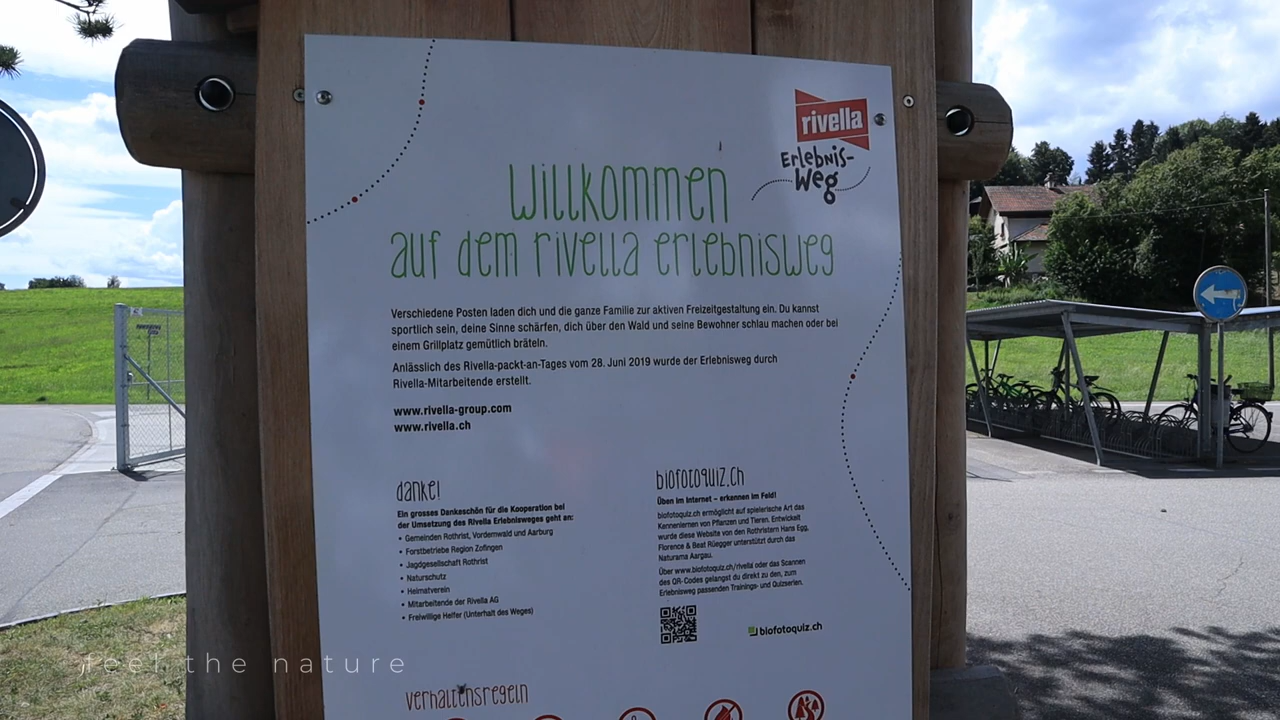 rivella
Erlebnis-
Weg
willkommen
auf dem rivella erlebnisweg
Verschiedene Posten laden dich und die ganze Familie zur aktiven Freizeitgestaltung ein. Du kannst
sportlich sein, deine Sinne schärfen, dich über den Wald und seine Bewohner schlau machen oder bei
einem Grillplatz gemütlich bräteln.
Anlässlich des Rivella-packt-an-Tages vom 28. Juni 2019 wurde der Erlebnisweg durch
Rivella-Mitarbeitende erstellt.
www.rivella-group.com
www.rivella.ch
danke!
Ein grosses Dankeschön für die Kooperation bei
der Umsetzung des Rivella Erlebnisweges geht an:
• Gemeinden Rothrist, Vordemwald und Aarburg
• Forstbetriebe Region Zofingen
• Jagdgesellschaft Rothrist
• Naturschutz
• Heimatverein
• Mitarbeitende der Rivella AG
• Freiwillige Helfer (Unterhalt des Weges)
biofotoquiz.ch
Üben im Internet – erkennen im Feld!
biofotoquiz.ch ermöglicht auf spielerische Art das
Kennenlernen von Pflanzen und Tieren. Entwickelt
wurde diese Website von den Rothristern Hans Egg,
Florence & Beat Rüegger unterstützt durch das
Naturama Aargau.
Über www.biofotoquiz.ch/rivella oder das Scannen
des QR-Codes gelangst du direkt zu den, zum
Erlebnisweg passenden Trainings- und Quizserien.
biofotoquiz.ch
verhaltensregeln
feel the nature